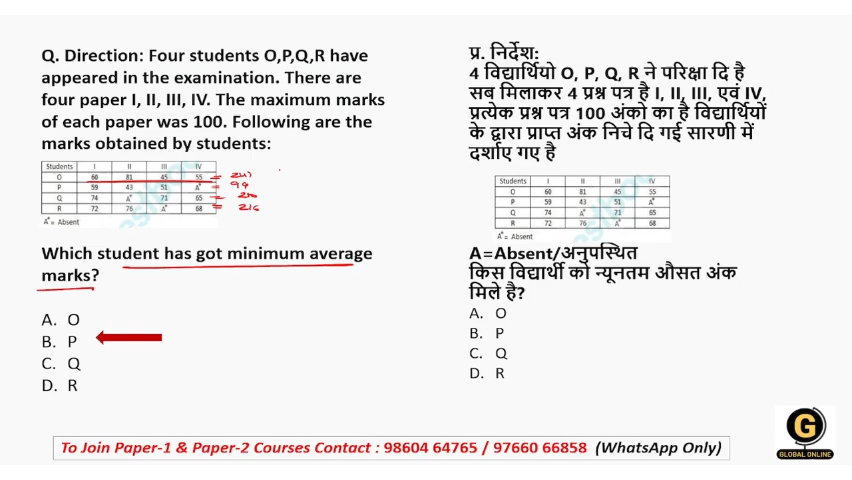 Q. Direction: Four students O,P,Q,R have
appeared in the examination. There are
four paper I, II, III, IV. The maximum marks
of each paper was 100. Following are the
marks obtained by students:
Students I II III IV
O 60 81 45 55 = 241
P 59 43 51 A* =
Q 74 A* 71 65 = 210
R 72 76 A* 68 = 216
A* = Absent
Which student has got minimum average
marks?
A. O
B. P
C. Q
D. R
प्र. निर्देश:
4 विद्यार्थियो O, P, Q, R ने परिक्षा दि है
सब मिलाकर 4 प्रश्न पत्र है I, II, III, एवं IV,
प्रत्येक प्रश्न पत्र 100 अंको का है विद्यार्थियों
के द्वारा प्राप्त अंक निचे दि गई सारणी में
दर्शाए गए है
Students I II III IV
O 60 81 45 55
P 59 43 51 A*
Q 74 A* 71 65
R 72 76 A* 68
A* = Absent
A=Absent/अनुपस्थित
किस विद्यार्थी को न्यूनतम औसत अंक
मिले है?
A. O
B. P
C. Q
D. R
To Join Paper-1 & Paper-2 Courses Contact : 98604 64765 / 97660 66858 (WhatsApp Only)
G
GLOBAL ONLINE